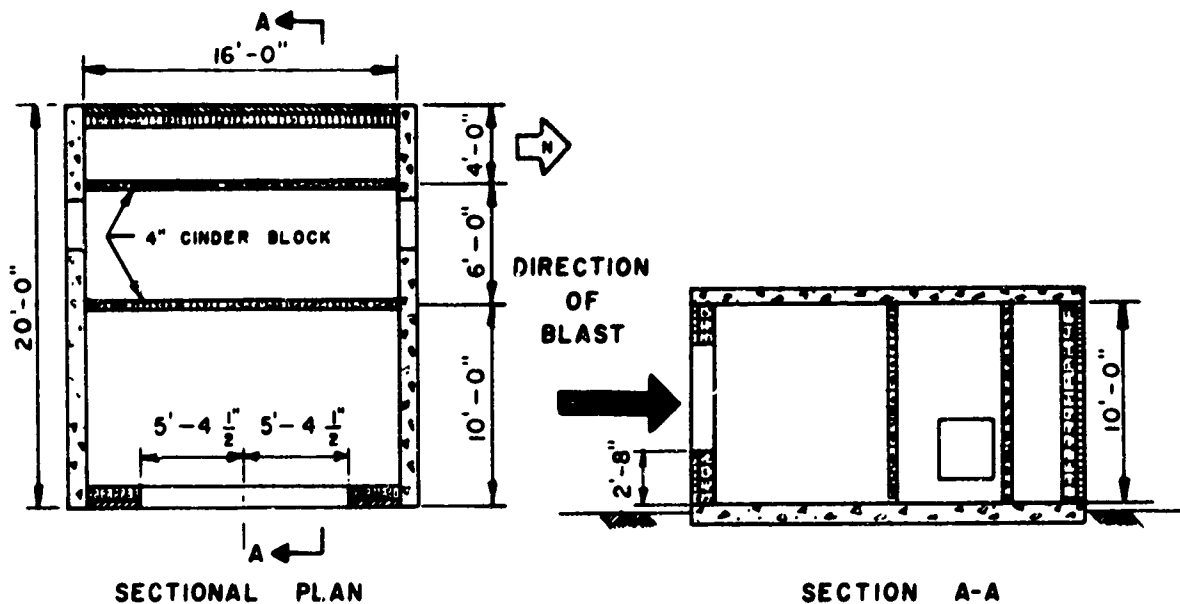 A
16'-0"
20'-0"
4'-0"
N
6'-0"
4" CINDER BLOCK
10'-0"
5'-4 1/2"
5'-4 1/2"
A
SECTIONAL PLAN
DIRECTION
OF
BLAST
2'-8"
10'-0"
SECTION A-A